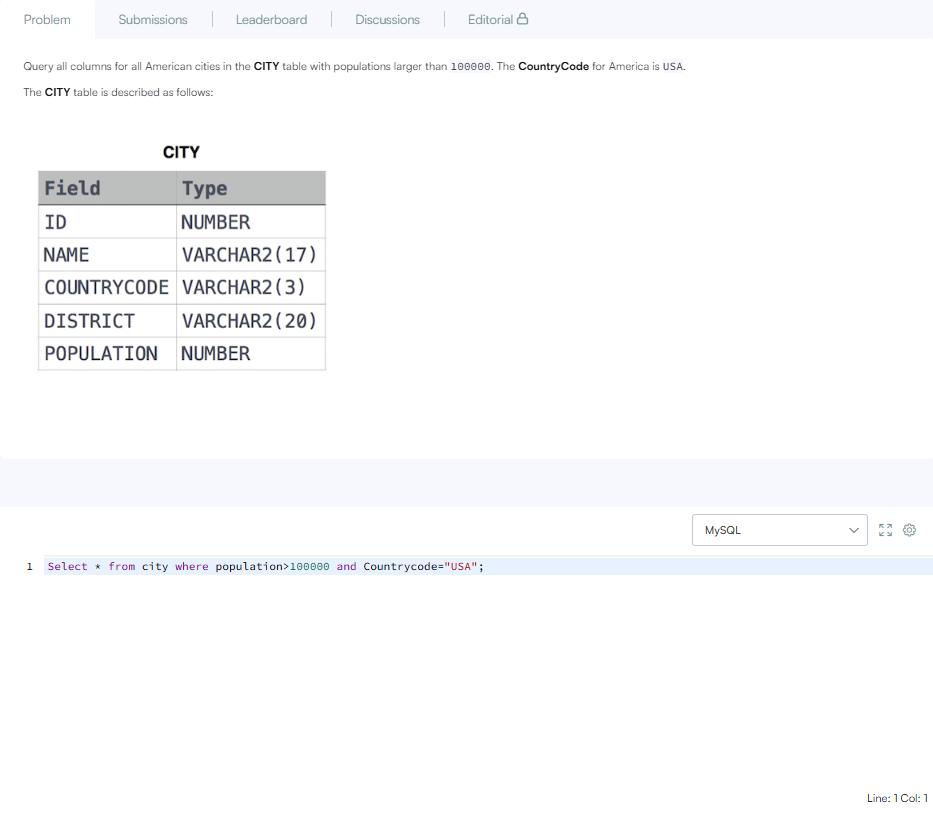 Problem Submissions Leaderboard Discussions Editorial
Query all columns for all American cities in the CITY table with populations larger than 100000. The CountryCode for America is USA.
The CITY table is described as follows:
CITY
Field Type
ID NUMBER
NAME VARCHAR2(17)
COUNTRYCODE VARCHAR2(3)
DISTRICT VARCHAR2(20)
POPULATION NUMBER
MySQL
1 Select * from city where population>100000 and Countrycode="USA";
Line: 1 Col: 1